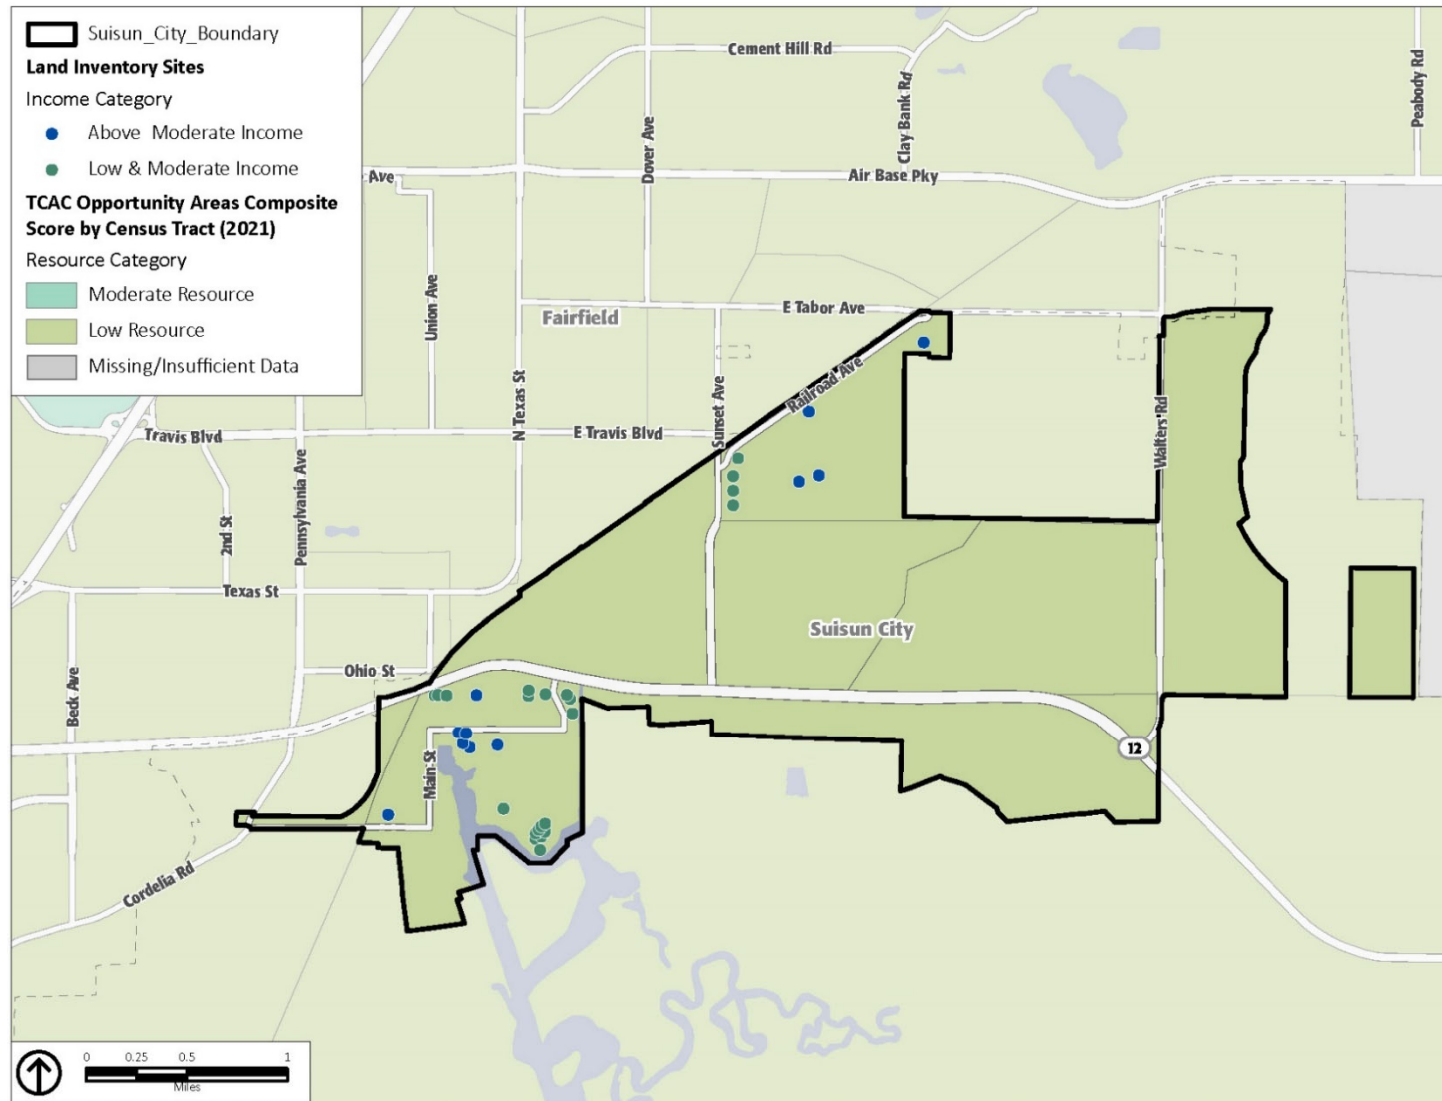 Suisun_City_Boundary
Land Inventory Sites
Income Category
Above Moderate Income
Low & Moderate Income
TCAC Opportunity Areas Composite
Score by Census Tract (2021)
Resource Category
Moderate Resource
Low Resource
Missing/Insufficient Data
Cement Hill Rd
Clay Bank Rd
Peabody Rd
Dover Ave
Ave
Air Base Pky
Union Ave
E Tabor Ave
Fairfield
Railroad Ave
N Texas St
Sunset Ave
Travis Blvd
E Travis Blvd
Walters Rd
Pennsylvania Ave
2nd St
Texas St
Suisun City
Ohio St
Beck Ave
Main St
12
Cordelia Rd
0 0.25 0.5 1
Miles